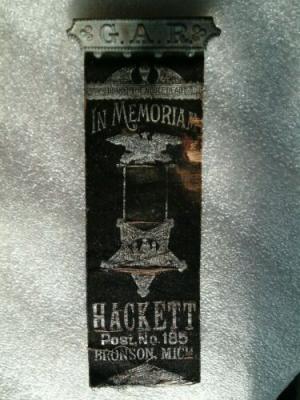 G.A.R.
IN MEMORIAM
HACKETT
Post, No. 185
BRONSON, MICH